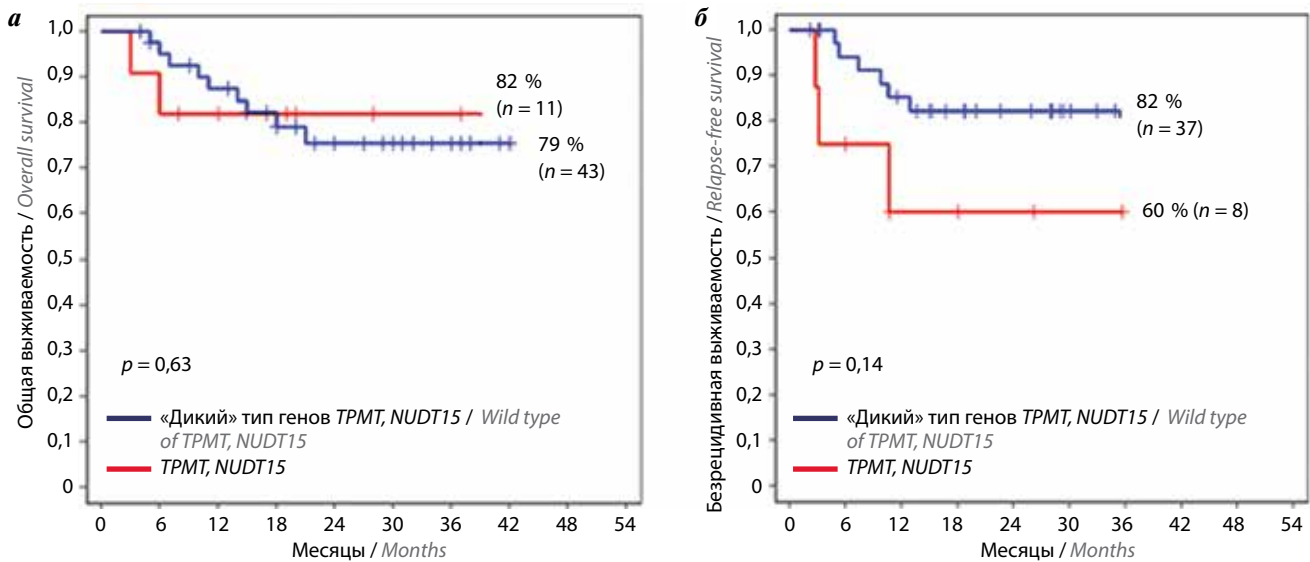 а
Общая выживаемость / Overall survival
1,0
0,9
0,8
0,7
0,6
0,5
0,4
0,3
0,2
0,1
0
82 %
(n = 11)
79 %
(n = 43)
p = 0,63
«Дикий» тип генов TPMT, NUDT15 / Wild type
of TPMT, NUDT15
TPMT, NUDT15
0 6 12 18 24 30 36 42 48 54
Месяцы / Months
б
Безрецидивная выживаемость / Relapse-free survival
1,0
0,9
0,8
0,7
0,6
0,5
0,4
0,3
0,2
0,1
0
82 %
(n = 37)
60 % (n = 8)
p = 0,14
«Дикий» тип генов TPMT, NUDT15 / Wild type
of TPMT, NUDT15
TPMT, NUDT15
0 6 12 18 24 30 36 42 48 54
Месяцы / Months